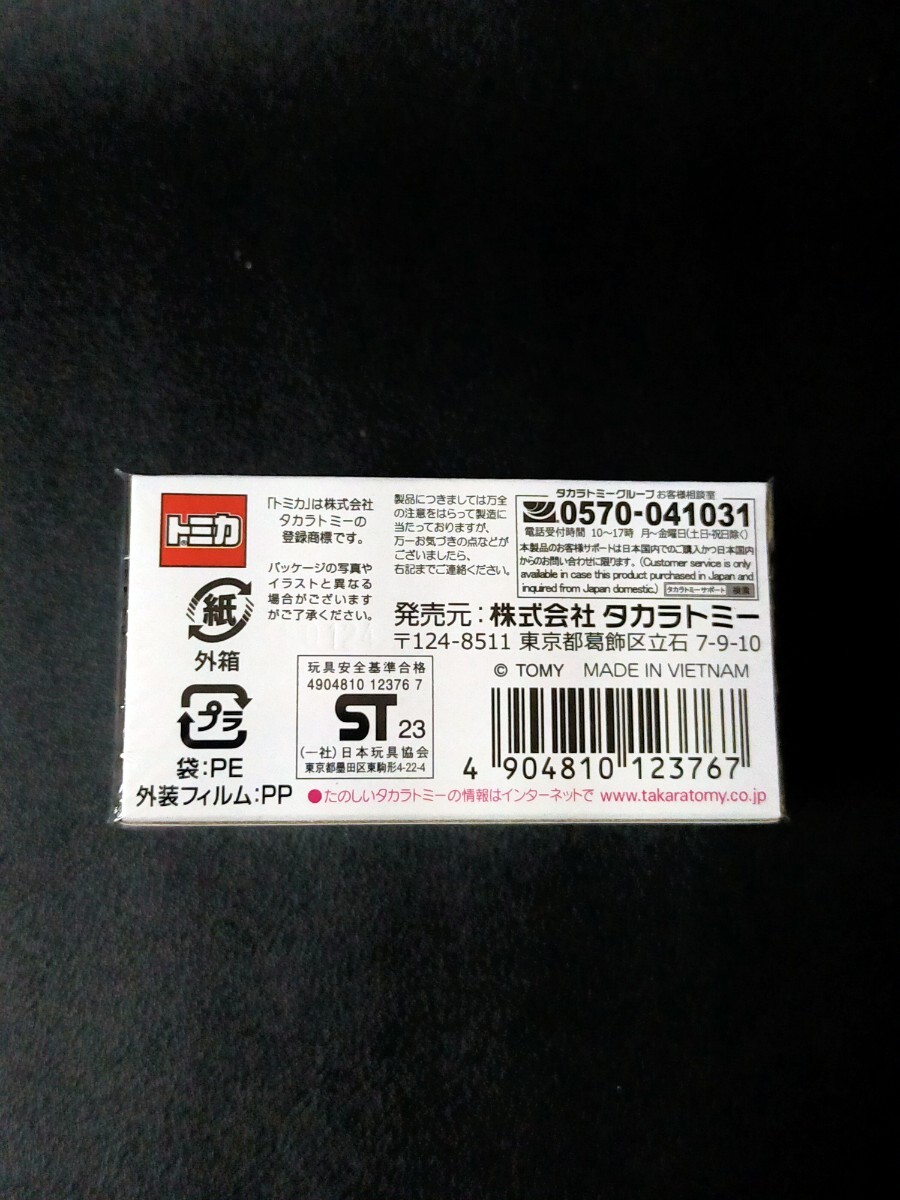 トミカ
「トミカ」は株式会社
タカラトミーの
登録商標です。
パッケージの写真や
イラストと異なる
場合がございます
がご了承ください。
製品につきましては万全
の注意をはらって製造に
当たっておりますが、
万一お気づきの点などが
ございましたら、
右記までご連絡ください。
タカラトミーグループ お客様相談室
0570-041031
電話受付時間 10〜17時 月〜金曜日(土日・祝日除く)
本製品のお客様サポートは日本国内でのご購入かつ日本国内
からのお問い合わせに限ります。(Customer service is only
available in case this product purchased in Japan and
inquired from Japan domestic.) タカラトミーサポート 検索
発売元：株式会社 タカラトミー
〒124-8511 東京都葛飾区立石 7-9-10
© TOMY MADE IN VIETNAM
紙
外箱
プラ
袋：PE
外装フィルム：PP
玩具安全基準合格
4904810 12376 7
ST 23
(一社)日本玩具協会
東京都墨田区東駒形4-22-4
4 904810 123767
●たのしいタカラトミーの情報はインターネットで www.takaratomy.co.jp